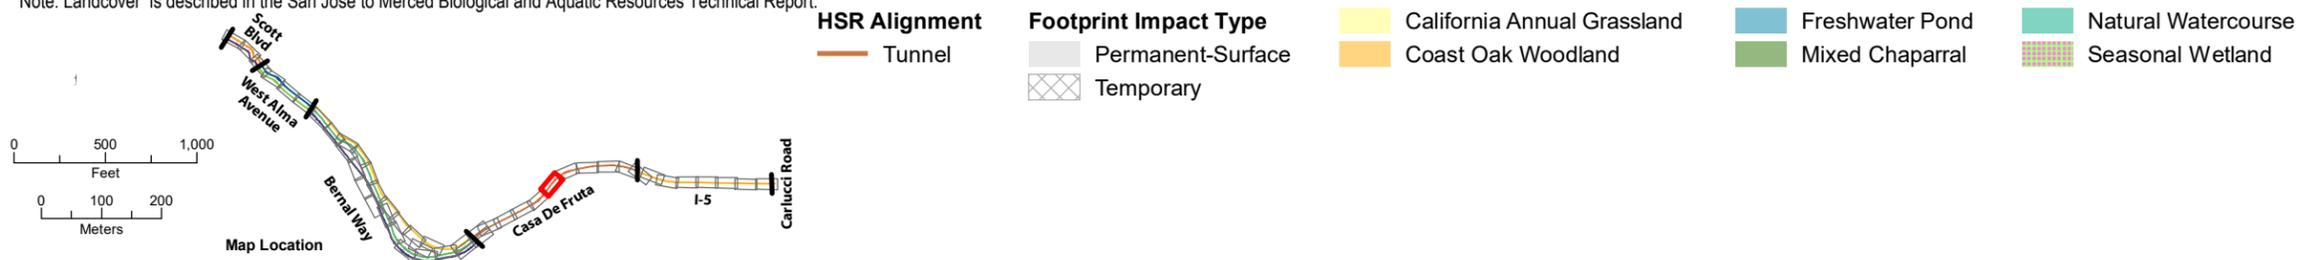 Note: Landcover is described in the San Jose to Merced Biological and Aquatic Resources Technical Report.
HSR Alignment
Tunnel
Footprint Impact Type
Permanent-Surface
Temporary
California Annual Grassland
Coast Oak Woodland
Freshwater Pond
Mixed Chaparral
Natural Watercourse
Seasonal Wetland
Scott
Blvd
West Alma
Avenue
0 500 1,000
Feet
0 100 200
Meters
Bernal Way
Casa De Fruta
I-5
Carlucci Road
Map Location